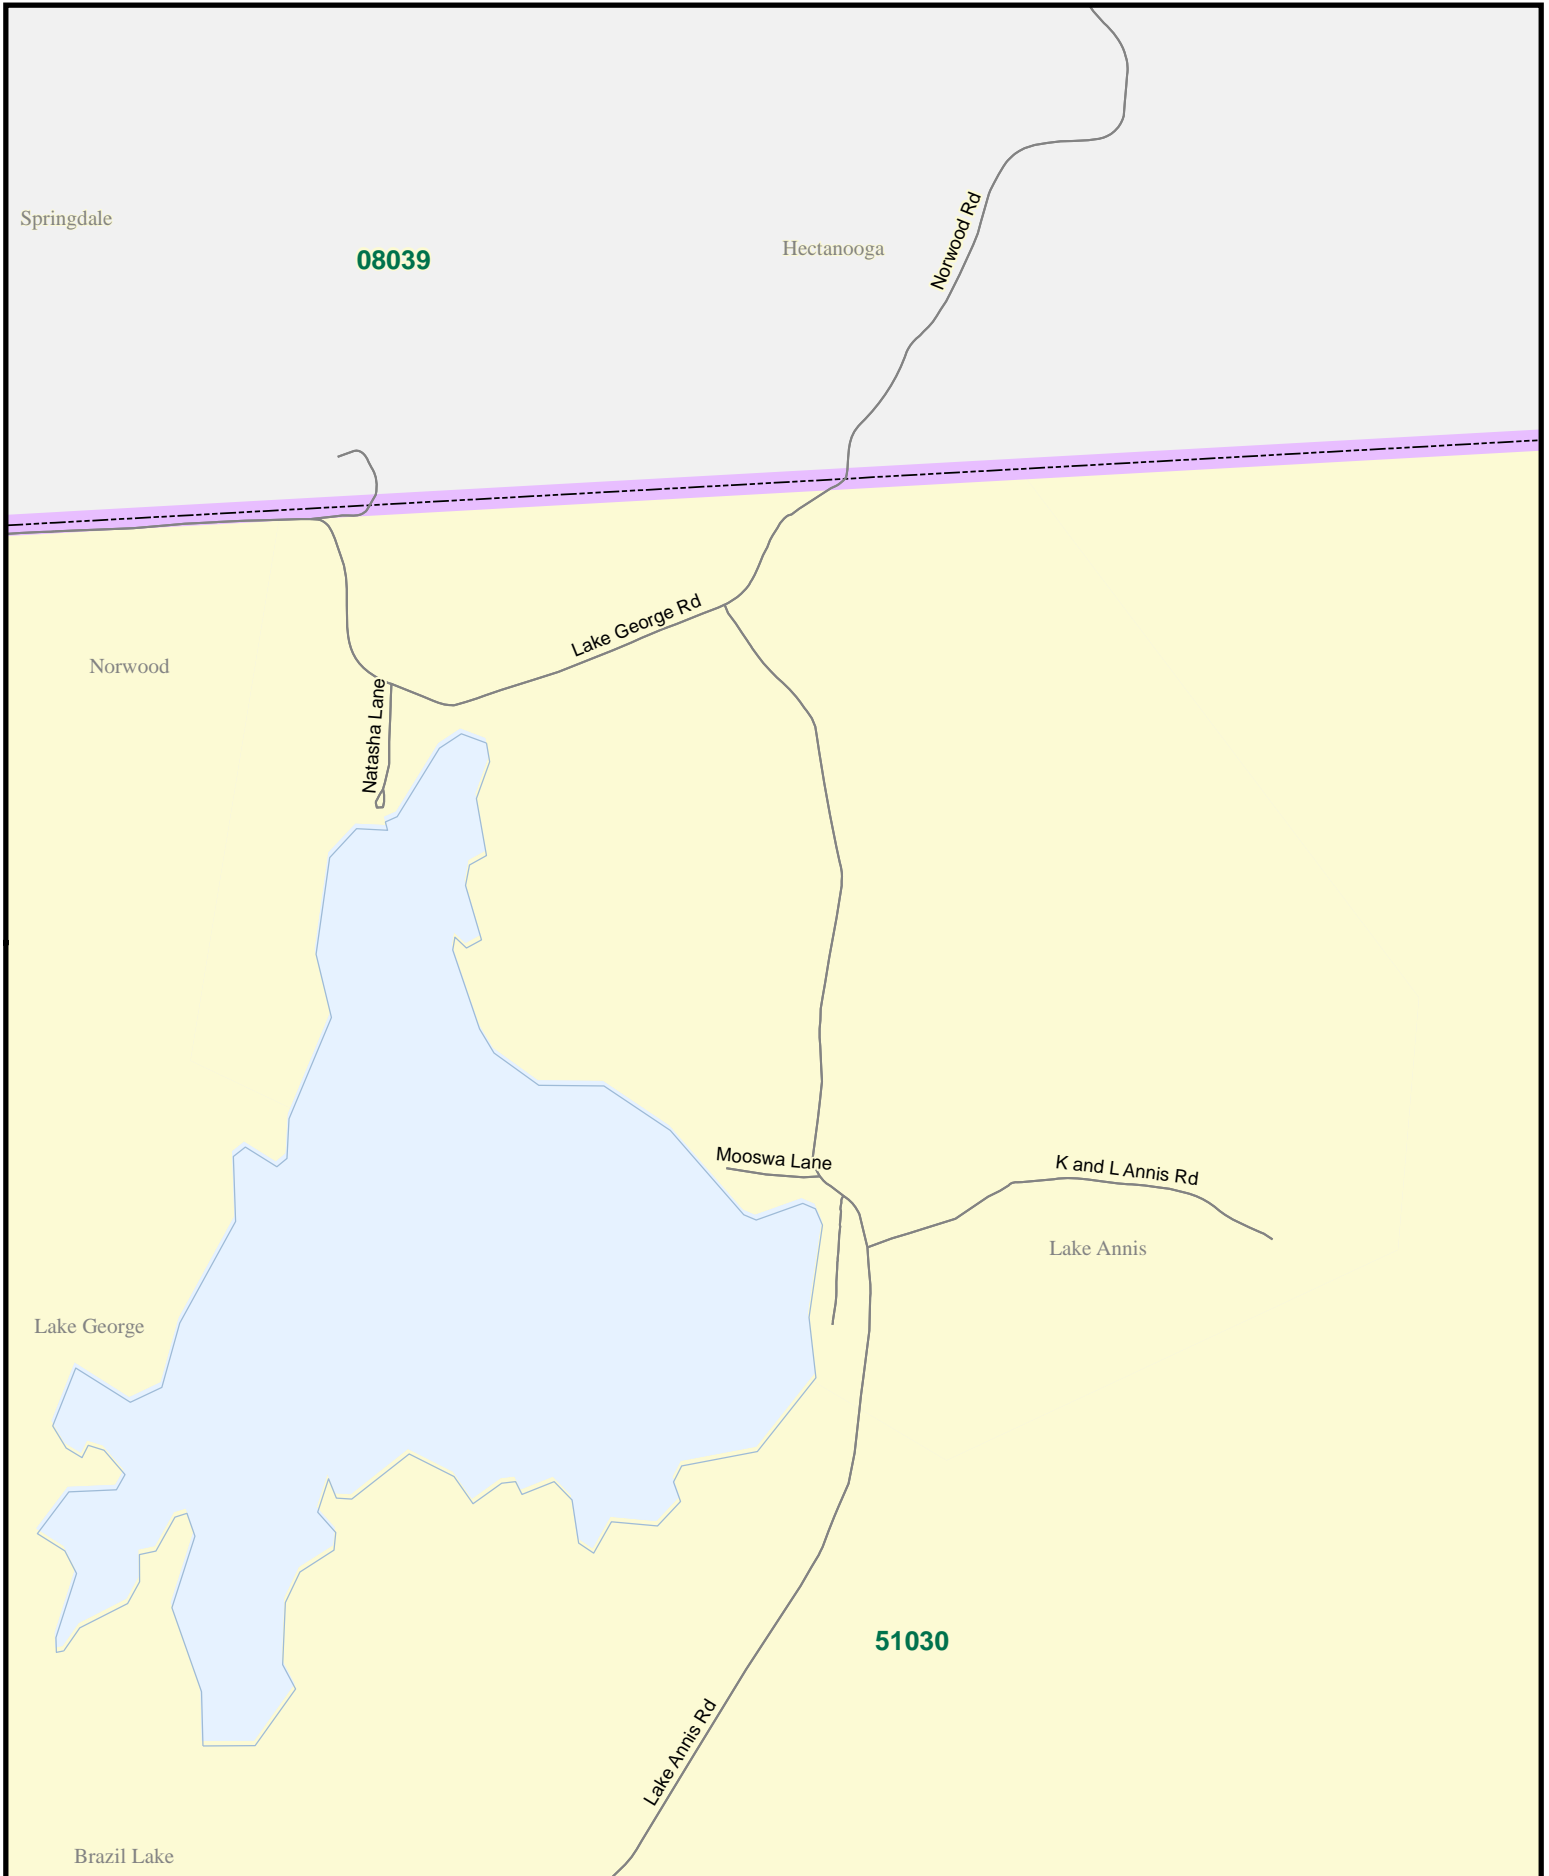 Norwood Rd
Springdale
Hectanooga
08039
Lake George Rd
Norwood
Natasha Lane
Mooswa Lane
K and L Annis Rd
Lake Annis
Lake George
51030
Lake Annis Rd
Brazil Lake